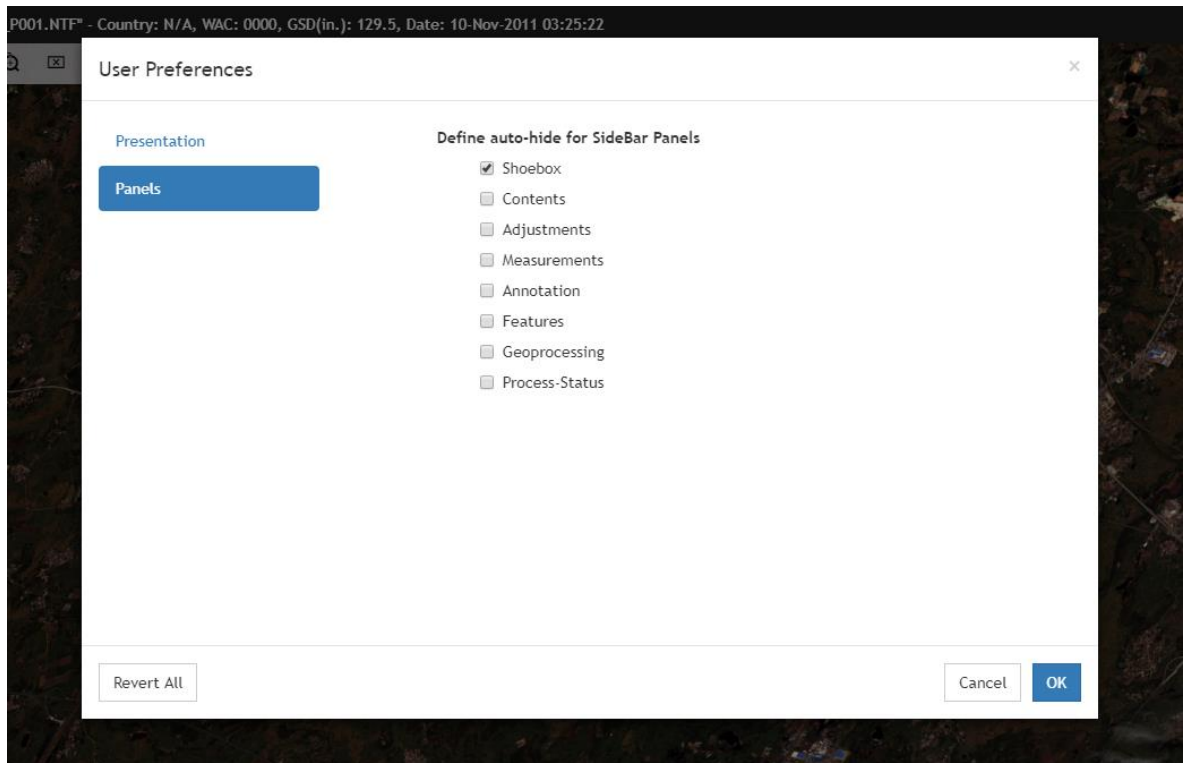 _P001.NTF" - Country: N/A, WAC: 0000, GSD(in.): 129.5, Date: 10-Nov-2011 03:25:22
User Preferences
Presentation
Panels
Define auto-hide for SideBar Panels
Shoebox
Contents
Adjustments
Measurements
Annotation
Features
Geoprocessing
Process-Status
Revert All
Cancel
OK